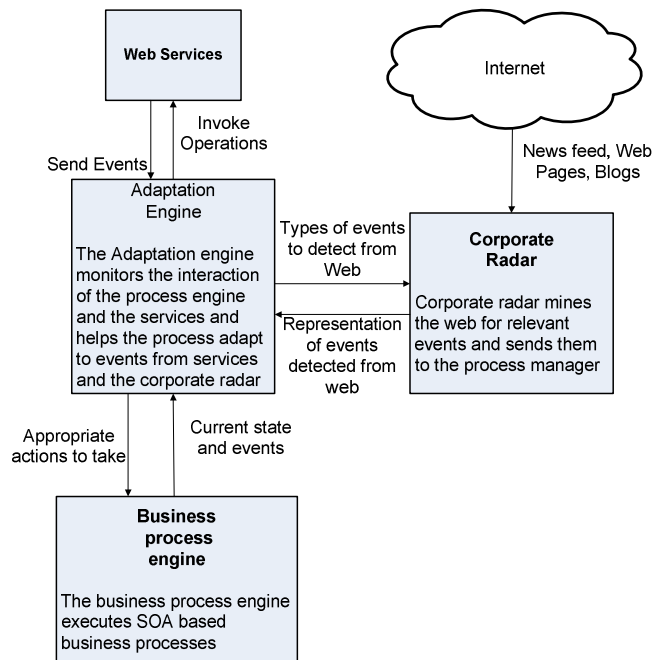 Web Services
Internet
Invoke
Operations
Send Events
News feed, Web
Pages, Blogs
Adaptation
Engine
The Adaptation engine
monitors the interaction
of the process engine
and the services and
helps the process adapt
to events from services
and the corporate radar
Types of events
to detect from
Web
Representation
of events
detected from
web
Corporate
Radar
Corporate radar mines
the web for relevant
events and sends them
to the process manager
Appropriate
actions to take
Current state
and events
Business
process
engine
The business process engine
executes SOA based
business processes